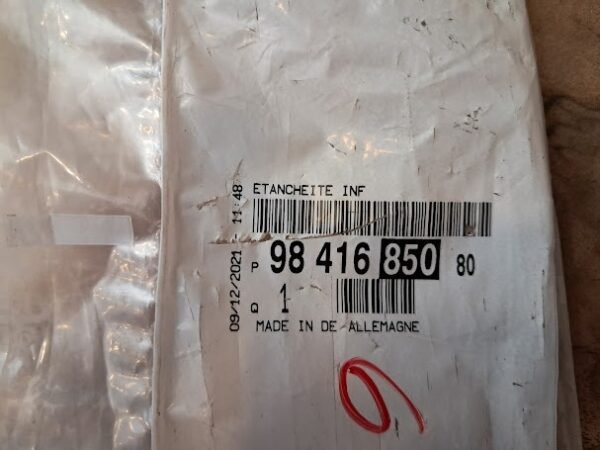 ETANCHEITE INF
P 98 416 850 80
Q 1
MADE IN DE ALLEMAGNE
09/12/2021 - 11:48